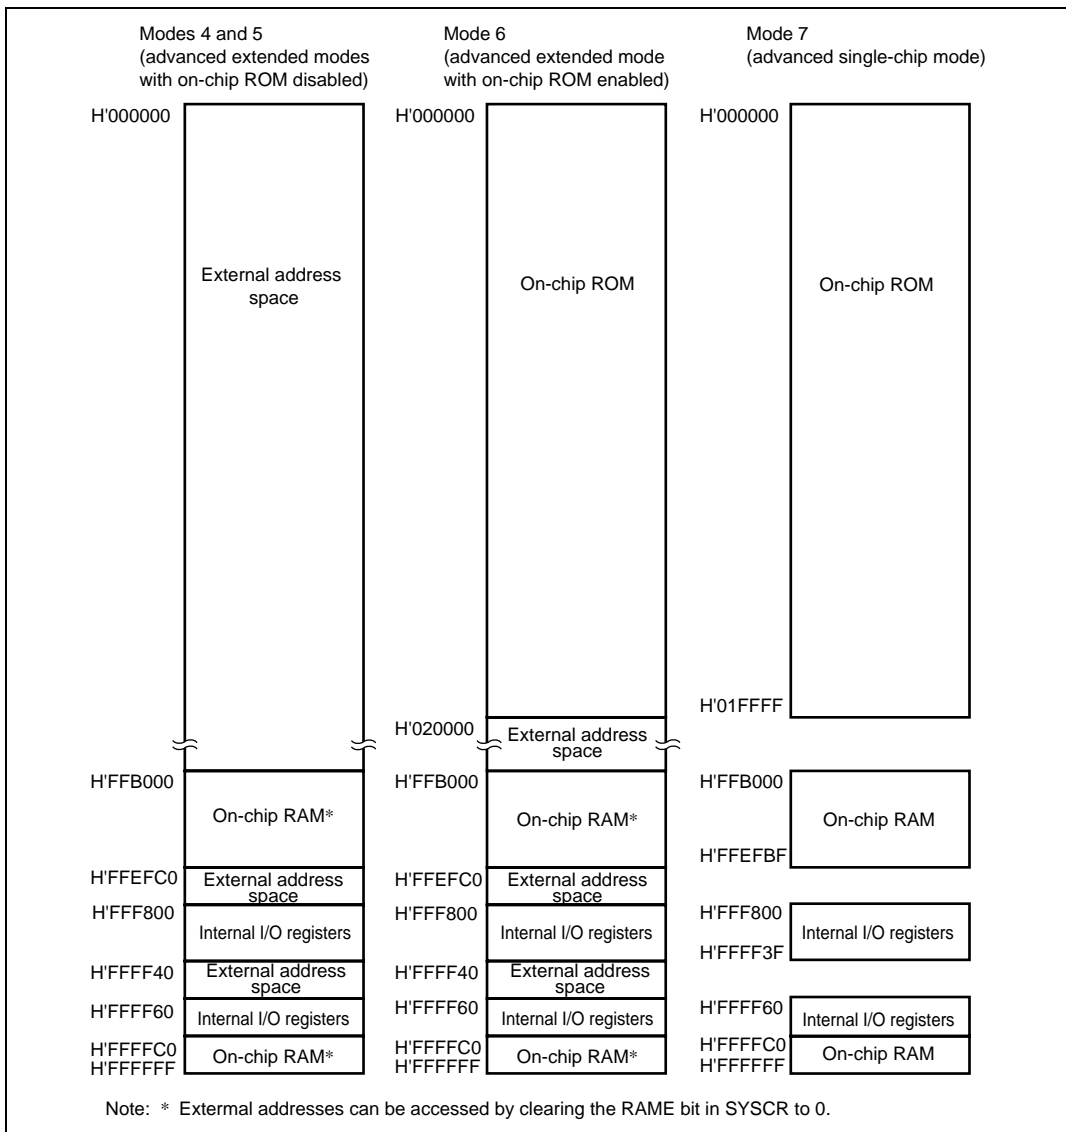 Modes 4 and 5
(advanced extended modes
with on-chip ROM disabled)
H'000000
External address
space
H'FFB000
On-chip RAM*
H'FFEFC0
External address
space
H'FFF800
Internal I/O registers
H'FFFF40
External address
space
H'FFFF60
Internal I/O registers
H'FFFFC0
On-chip RAM*
H'FFFFFF
Mode 6
(advanced extended mode
with on-chip ROM enabled)
H'000000
On-chip ROM
H'020000
External address
space
H'FFB000
On-chip RAM*
H'FFEFC0
External address
space
H'FFF800
Internal I/O registers
H'FFFF40
External address
space
H'FFFF60
Internal I/O registers
H'FFFFC0
On-chip RAM*
H'FFFFFF
Mode 7
(advanced single-chip mode)
H'000000
On-chip ROM
H'01FFFF
H'FFB000
On-chip RAM
H'FFEFBF
H'FFF800
Internal I/O registers
H'FFFF3F
H'FFFF60
Internal I/O registers
H'FFFFC0
On-chip RAM
H'FFFFFF
Note: * Extermal addresses can be accessed by clearing the RAME bit in SYSCR to 0.